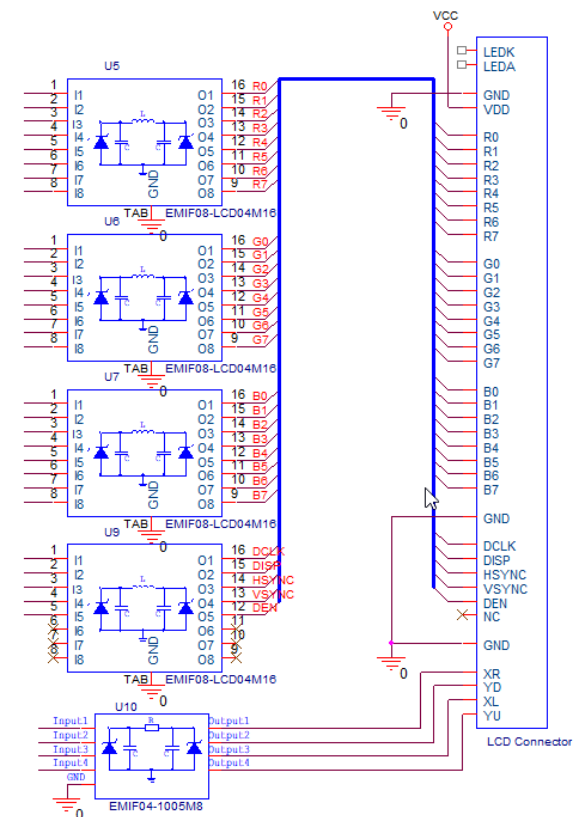 VCC
U5
1 I1 O1 16 R0
2 I2 O2 15 R1
3 I3 O3 14 R2
4 I4 O4 13 R3
5 I5 O5 12 R4
6 I6 O6 11 R5
7 I7 O7 10 R6
8 I8 O8 9 R7
L
C C
GND
TAB
EMIF08-LCD04M16
0
U6
1 I1 O1 16 G0
2 I2 O2 15 G1
3 I3 O3 14 G2
4 I4 O4 13 G3
5 I5 O5 12 G4
6 I6 O6 11 G5
7 I7 O7 10 G6
8 I8 O8 9 G7
L
C C
GND
TAB
EMIF08-LCD04M16
0
U7
1 I1 O1 16 B0
2 I2 O2 15 B1
3 I3 O3 14 B2
4 I4 O4 13 B3
5 I5 O5 12 B4
6 I6 O6 11 B5
7 I7 O7 10 B6
8 I8 O8 9 B7
L
C C
GND
TAB
EMIF08-LCD04M16
0
U9
1 I1 O1 16 DCLK
2 I2 O2 15 DISP
3 I3 O3 14 HSYNC
4 I4 O4 13 VSYNC
5 I5 O5 12 DEN
6 I6 O6 11
7 I7 O7 10
8 I8 O8 9
L
C C
GND
TAB
EMIF08-LCD04M16
0
U10
Input1 Output1
Input2 Output2
Input3 Output3
Input4 Output4
GND
R
C C
EMIF04-1005M8
0
LEDK
LEDA
GND
VDD
0
R0
R1
R2
R3
R4
R5
R6
R7
G0
G1
G2
G3
G4
G5
G6
G7
B0
B1
B2
B3
B4
B5
B6
B7
GND
DCLK
DISP
HSYNC
VSYNC
DEN
NC
GND
0
XR
YD
XL
YU
LCD Connector